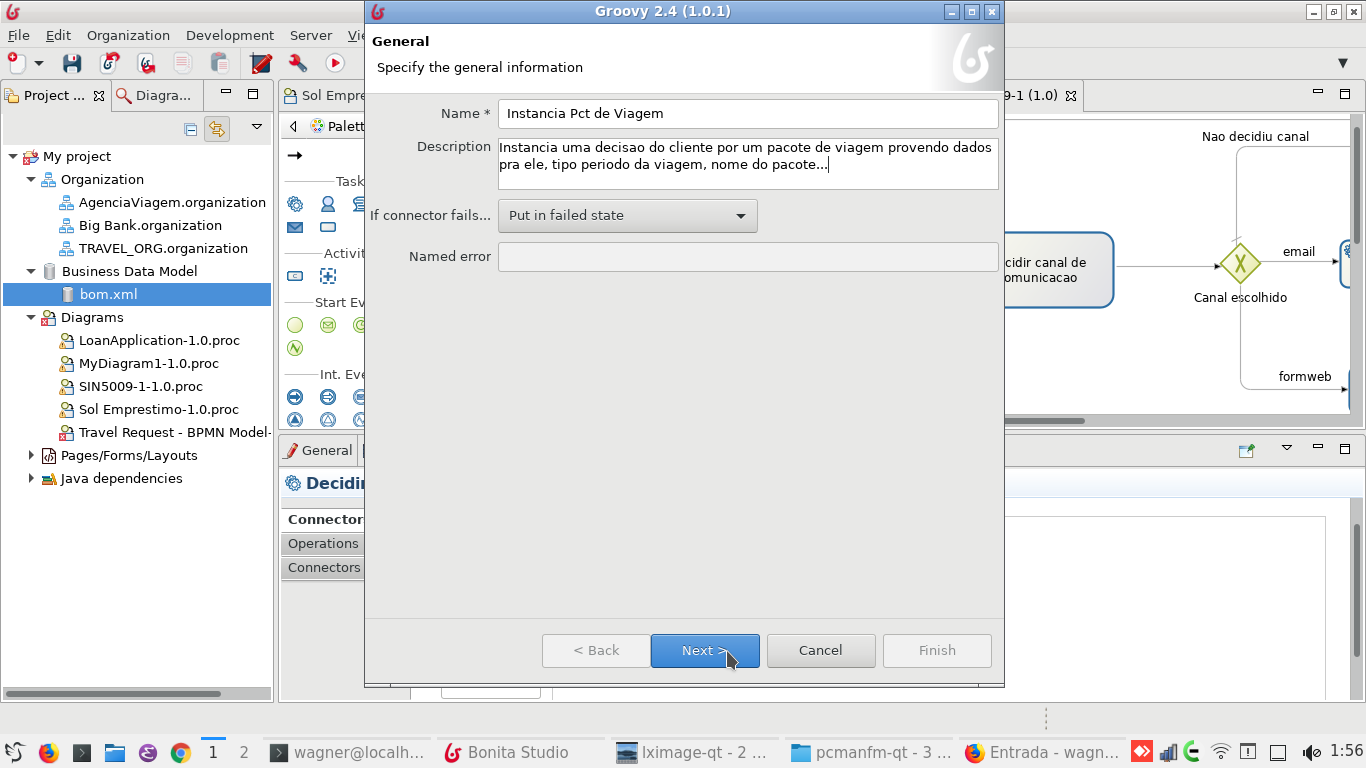 Groovy 2.4 (1.0.1)
File Edit Organization Development Server
General
Specify the general information
Project ... Diagra...
Sol Empre
9-1 (1.0)
Palett
Name *
Instancia Pct de Viagem
Description
Instancia uma decisao do cliente por um pacote de viagem provendo dados
pra ele, tipo periodo da viagem, nome do pacote...
If connector fails...
Put in failed state
Named error
My project
Organization
AgenciaViagem.organization
Big Bank.organization
TRAVEL_ORG.organization
Business Data Model
bom.xml
Diagrams
LoanApplication-1.0.proc
MyDiagram1-1.0.proc
SIN5009-1-1.0.proc
Sol Emprestimo-1.0.proc
Travel Request - BPMN Model-
Pages/Forms/Layouts
Java dependencies
Task
Activit
Start Ev
Int. Eve
Nao decidiu canal
cidir canal de
omunicacao
email
Canal escolhido
formweb
General
Decidin
Connector
Operations
Connectors
< Back
Next >
Cancel
Finish
1
2
wagner@localh...
Bonita Studio
lximage-qt - 2 ...
pcmanfm-qt - 3 ...
Entrada - wagn...
1:56